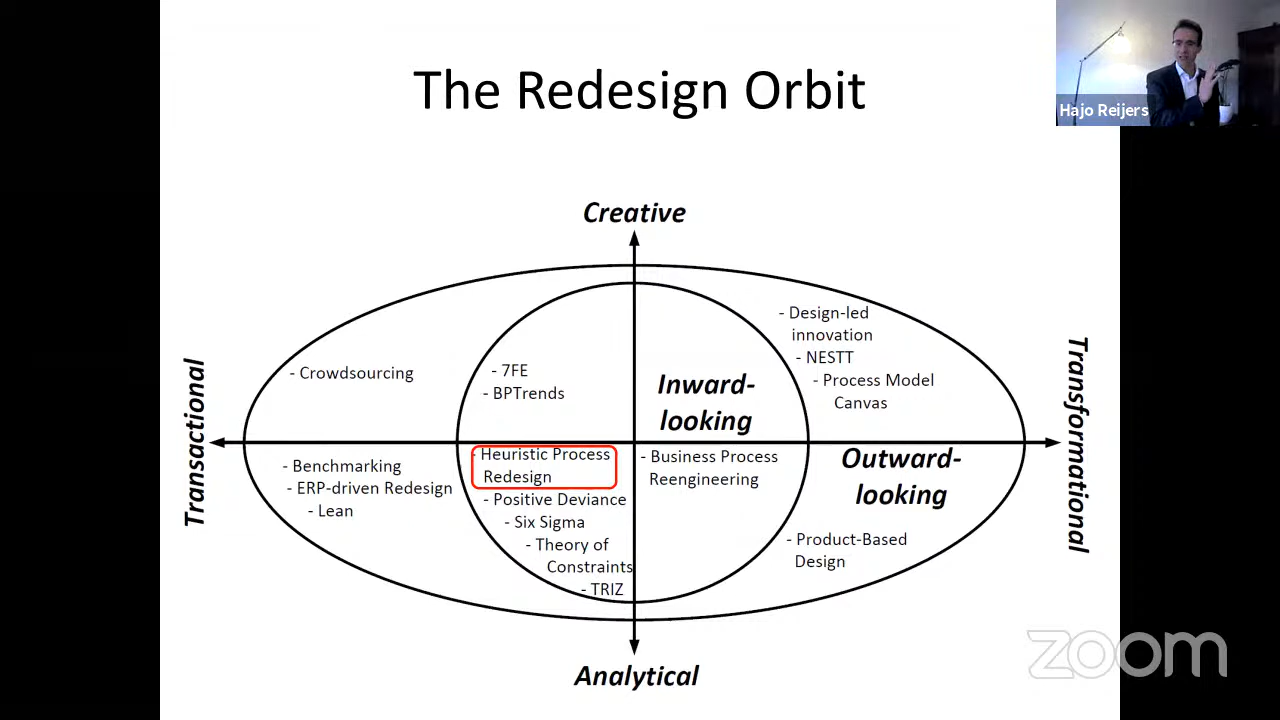 The Redesign Orbit
Hajo Reijers
Creative
- Design-led
innovation
- NESTT
- Process Model
Canvas
- Crowdsourcing
- 7FE
- BPTrends
Inward-
looking
Transactional
Transformational
- Heuristic Process
Redesign
- Positive Deviance
- Six Sigma
- Theory of
Constraints
- TRIZ
- Business Process
Reengineering
Outward-
looking
- Benchmarking
- ERP-driven Redesign
- Lean
- Product-Based
Design
Analytical
zoom